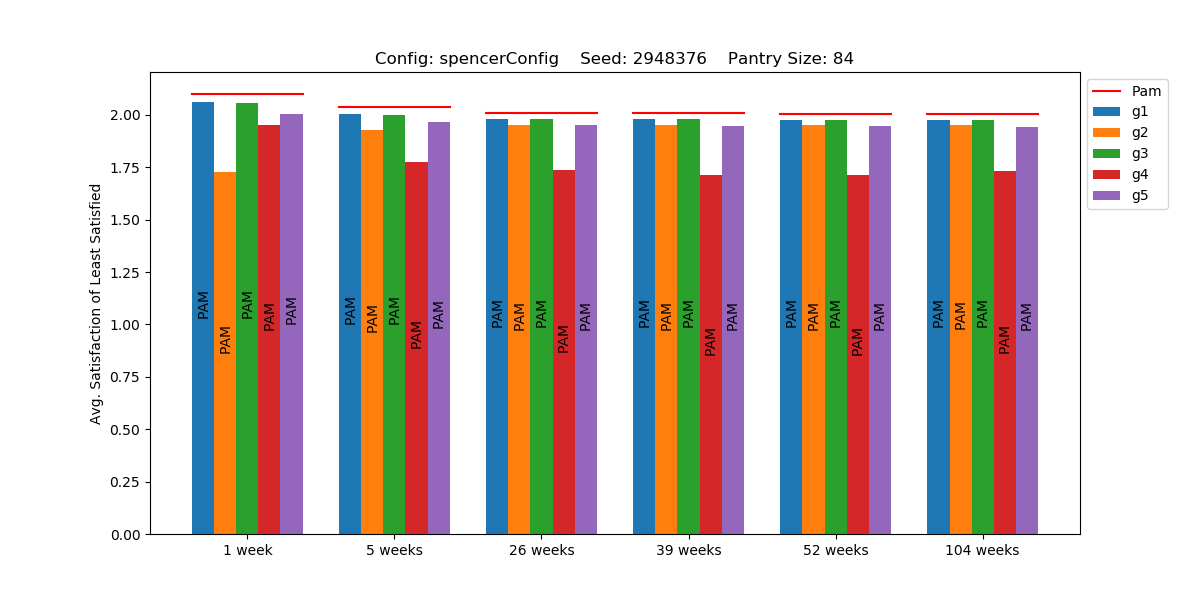 Config: spencerConfig    Seed: 2948376    Pantry Size: 84
Avg. Satisfaction of Least Satisfied
2.00
1.75
1.50
1.25
1.00
0.75
0.50
0.25
0.00
PAM PAM PAM PAM PAM
PAM PAM PAM PAM PAM
PAM PAM PAM PAM PAM
PAM PAM PAM PAM PAM
PAM PAM PAM PAM PAM
PAM PAM PAM PAM PAM
1 week 5 weeks 26 weeks 39 weeks 52 weeks 104 weeks
Pam
g1
g2
g3
g4
g5